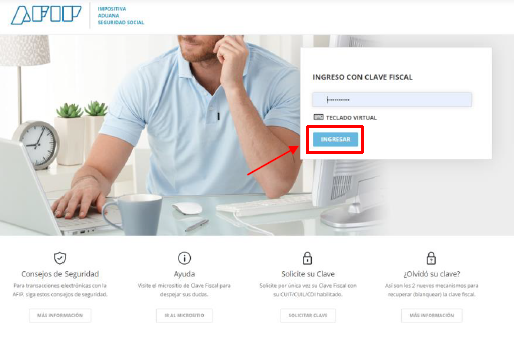 AFIP
IMPOSITIVA
ADUANA
SEGURIDAD SOCIAL
INGRESO CON CLAVE FISCAL
TECLADO VIRTUAL
INGRESAR
Consejos de Seguridad
Para transacciones electrónicas con la
AFIP, siga estos consejos de seguridad.
MÁS INFORMACIÓN
Ayuda
Visite el micrositio de Clave Fiscal para
despejar sus dudas.
IR AL MICROSITIO
Solicite su Clave
Solicite por única vez su Clave Fiscal con
su CUIT/CUIL/CDI habilitado.
SOLICITAR CLAVE
¿Olvidó su clave?
Así son los 2 nuevos mecanismos para
recuperar (blanquear) la clave fiscal.
MÁS INFORMACIÓN